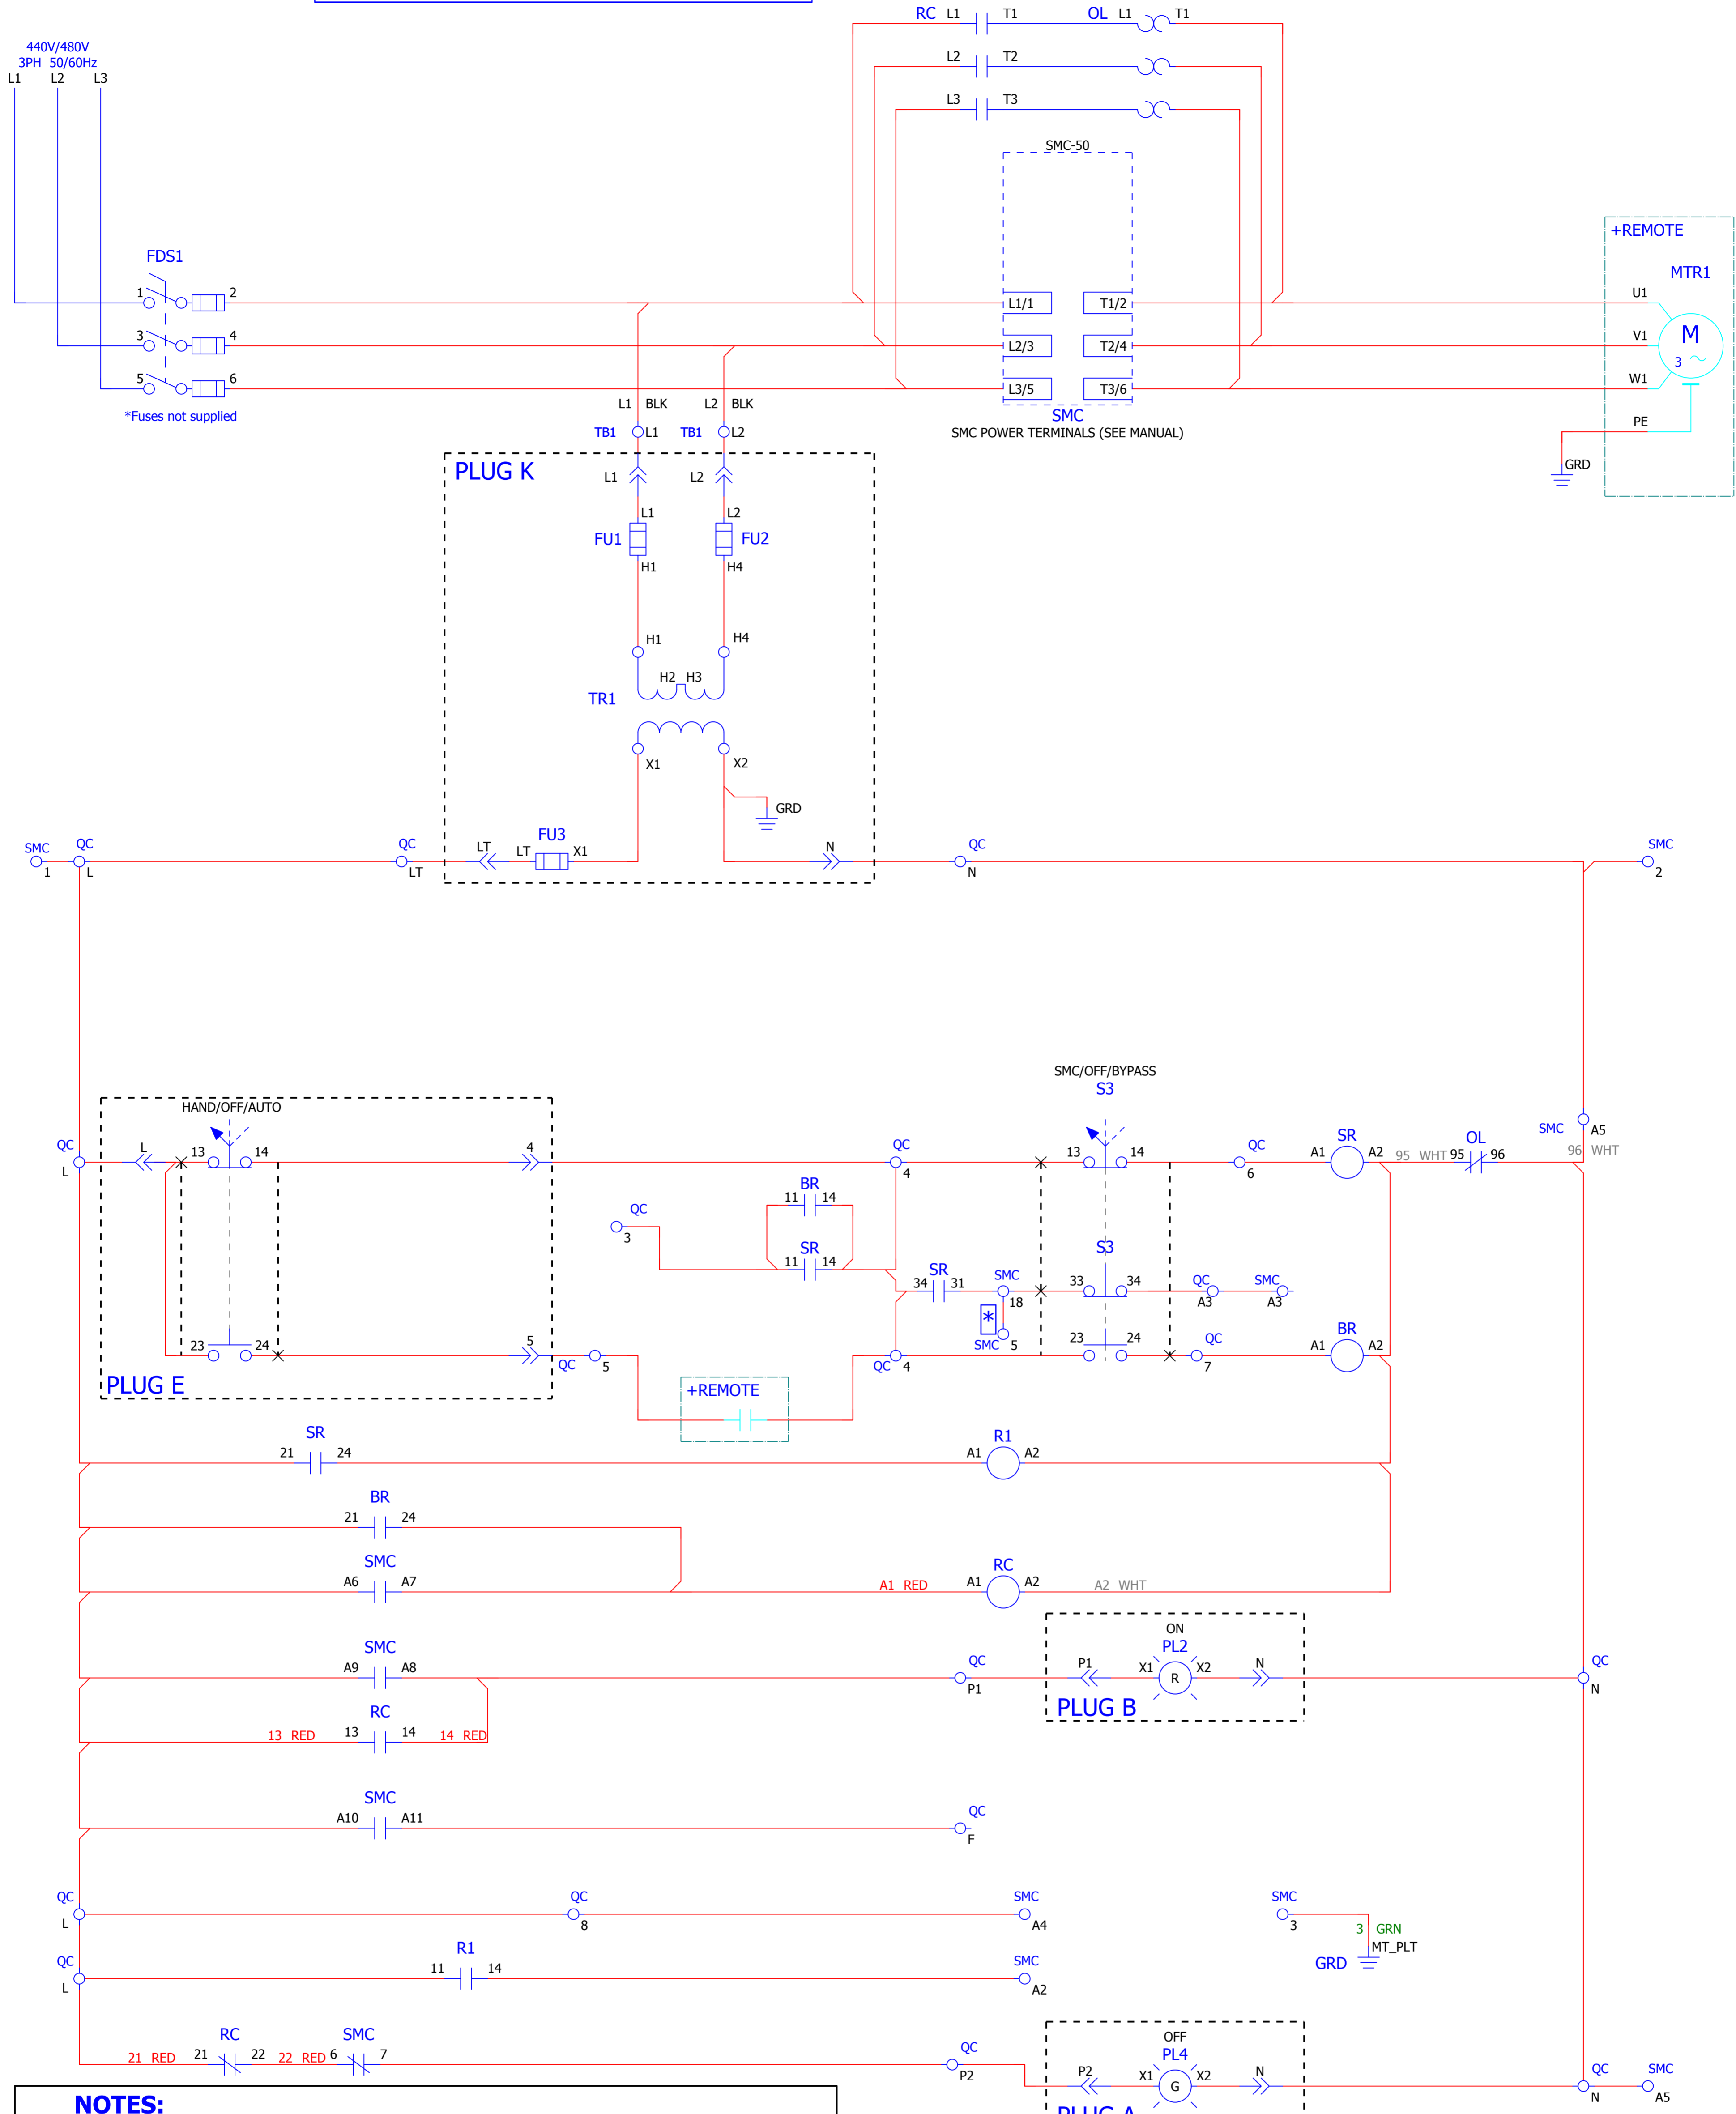 RC L1 T1 OL L1 T1
440V/480V
3PH 50/60Hz
L1 L2 L3
L2 T2
L3 T3
SMC-50
+REMOTE
MTR1
FDS1
1 2
L1/1 T1/2
U1
3 4
L2/3 T2/4
V1
M
3
5 6
L3/5 T3/6
W1
*Fuses not supplied
L1 BLK L2 BLK
SMC
SMC POWER TERMINALS (SEE MANUAL)
PE
TB1 L1 TB1 L2
GRD
PLUG K
L1 L2
L1 L2
FU1 FU2
H1 H4
H1 H4
H2 H3
TR1
X1 X2
GRD
SMC QC QC FU3 QC SMC
LT LT X1 N
1 L LT N 2
SMC/OFF/BYPASS
S3
HAND/OFF/AUTO
SMC A5
QC L 13 14 4 QC 13 14 QC SR OL
L 4 6 A1 A2 95 WHT 95 96 96 WHT
BR
11 14
QC
3
SR
11 14
S3
SR SMC QC SMC
34 31 33 34
18 A3 A3
*
SMC 5
23 24 5 23 24 QC BR
QC 5 QC 4 7 A1 A2
PLUG E
+REMOTE
SR R1
21 24 A1 A2
BR
21 24
SMC RC
A6 A7 A1 RED A1 A2 A2 WHT
ON
SMC PL2
A9 A8 QC P1 X1 R X2 N QC
P1 N
PLUG B
RC
13 RED 13 14 14 RED
SMC
A10 A11 QC
F
QC QC SMC SMC
L 8 A4 3
3 GRN
MT_PLT
GRD
QC R1 SMC
L 11 14 A2
OFF
RC SMC QC PL4
21 RED 21 22 22 RED 6 7 P2 P2 X1 G X2 N QC SMC
N A5
NOTES:
PLUG A